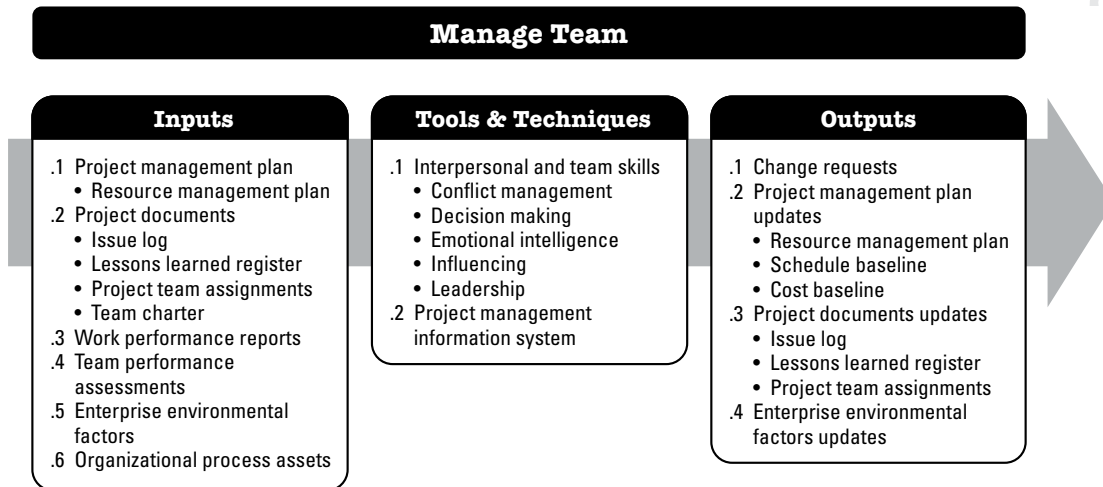 Manage Team
Inputs
.1 Project management plan
• Resource management plan
.2 Project documents
• Issue log
• Lessons learned register
• Project team assignments
• Team charter
.3 Work performance reports
.4 Team performance
assessments
.5 Enterprise environmental
factors
.6 Organizational process assets
Tools & Techniques
.1 Interpersonal and team skills
• Conflict management
• Decision making
• Emotional intelligence
• Influencing
• Leadership
.2 Project management
information system
Outputs
.1 Change requests
.2 Project management plan
updates
• Resource management plan
• Schedule baseline
• Cost baseline
.3 Project documents updates
• Issue log
• Lessons learned register
• Project team assignments
.4 Enterprise environmental
factors updates